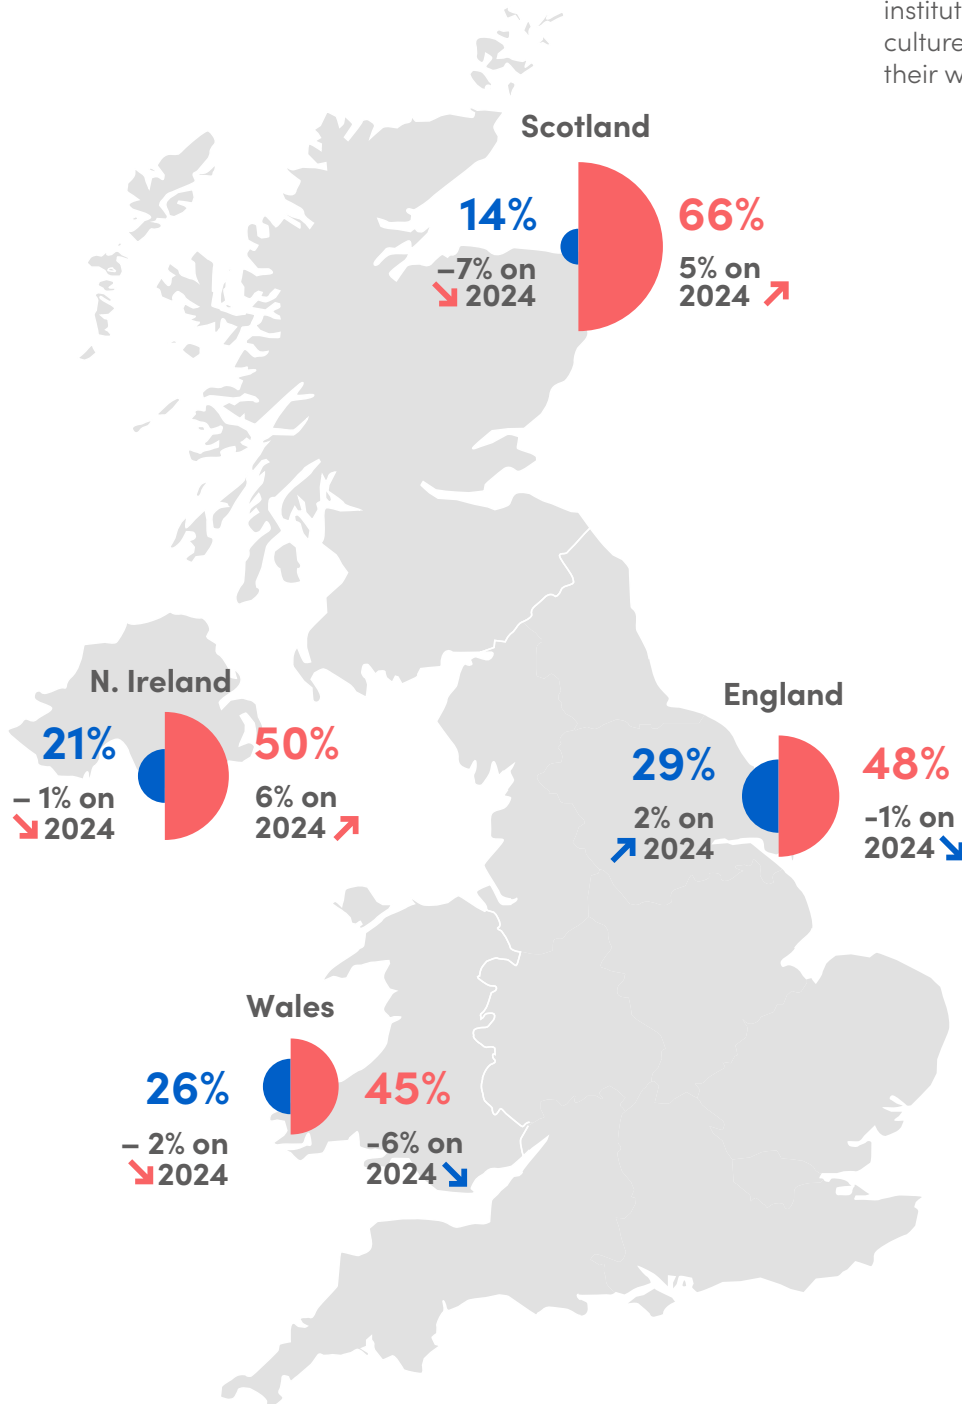 culture
Scotland
14%
66%
–7% on
2024
5% on
2024
N. Ireland
21%
50%
– 1% on
2024
6% on
2024
England
29%
48%
2% on
2024
-1% on
2024
Wales
26%
45%
– 2% on
2024
-6% on
2024